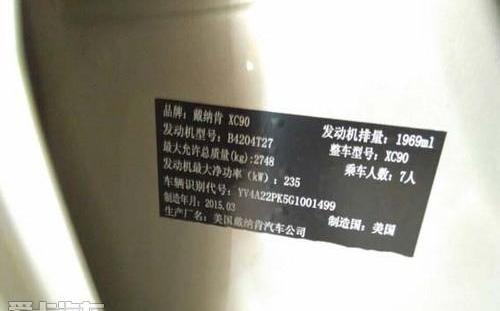 品牌：戴纳肯 XC90
发动机型号：B4204T27 发动机排量：1969ml
最大允许总质量(kg)：2748 整车型号：XC90
发动机最大净功率（kW）：235 乘车人数：7人
车辆识别代号：YV4A22PK5G1001499
制造年月：2015.03
生产厂名：美国戴纳肯汽车公司 制造国：美国
爱卡汽车